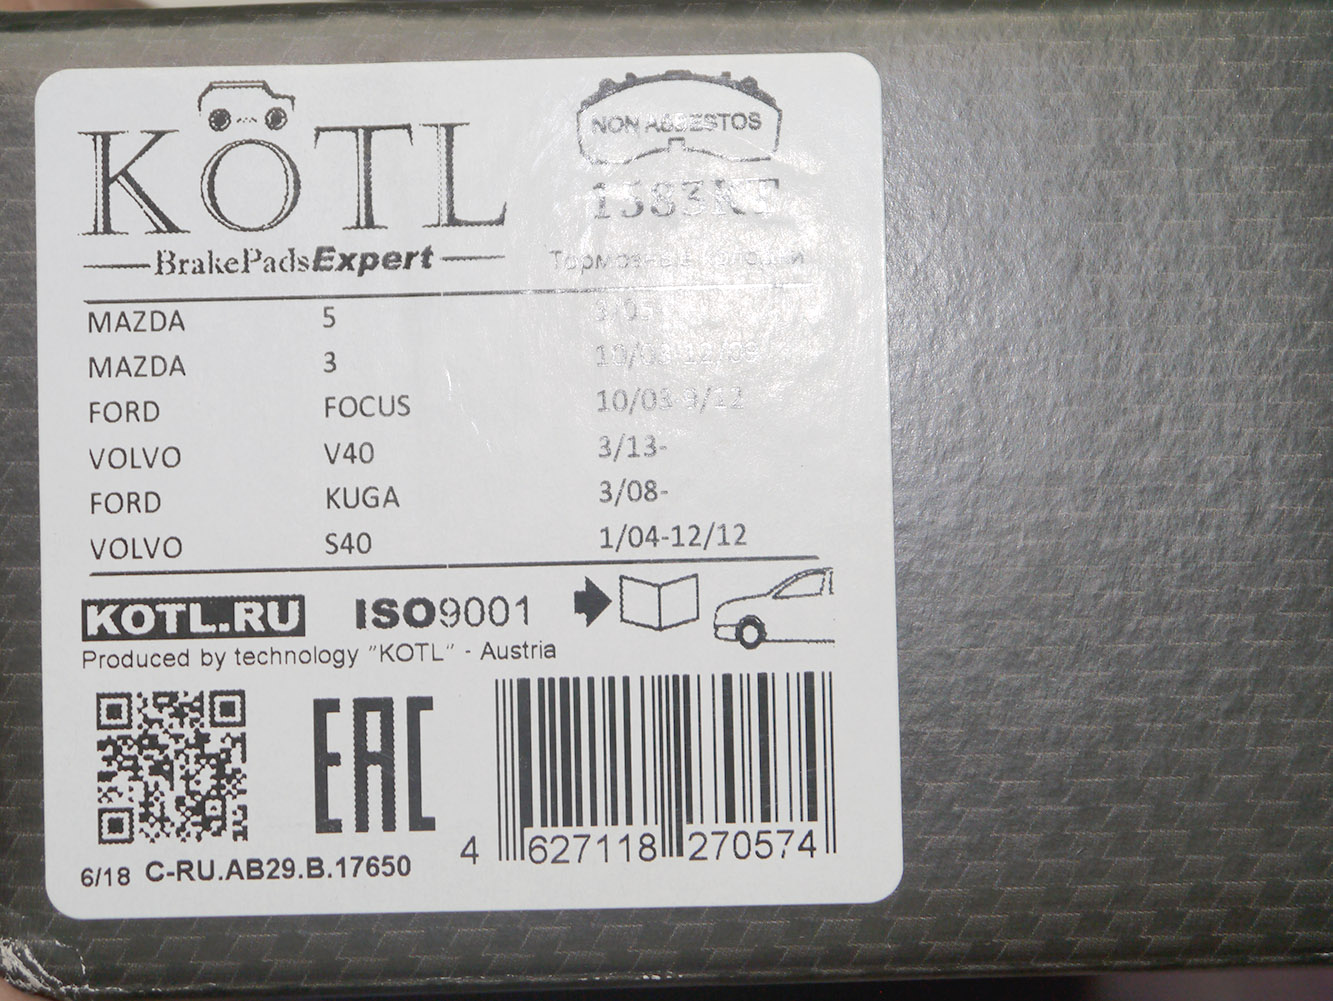 NON ASBESTOS
KOTL
BrakePadsExpert
Тормозные колодки
MAZDA 5
MAZDA 3
FORD FOCUS 10/03-9/12
VOLVO V40 3/13-
FORD KUGA 3/08-
VOLVO S40 1/04-12/12
KOTL.RU ISO9001
Produced by technology "KOTL" - Austria
EAC
4 627118 270574
6/18 C-RU.AB29.B.17650